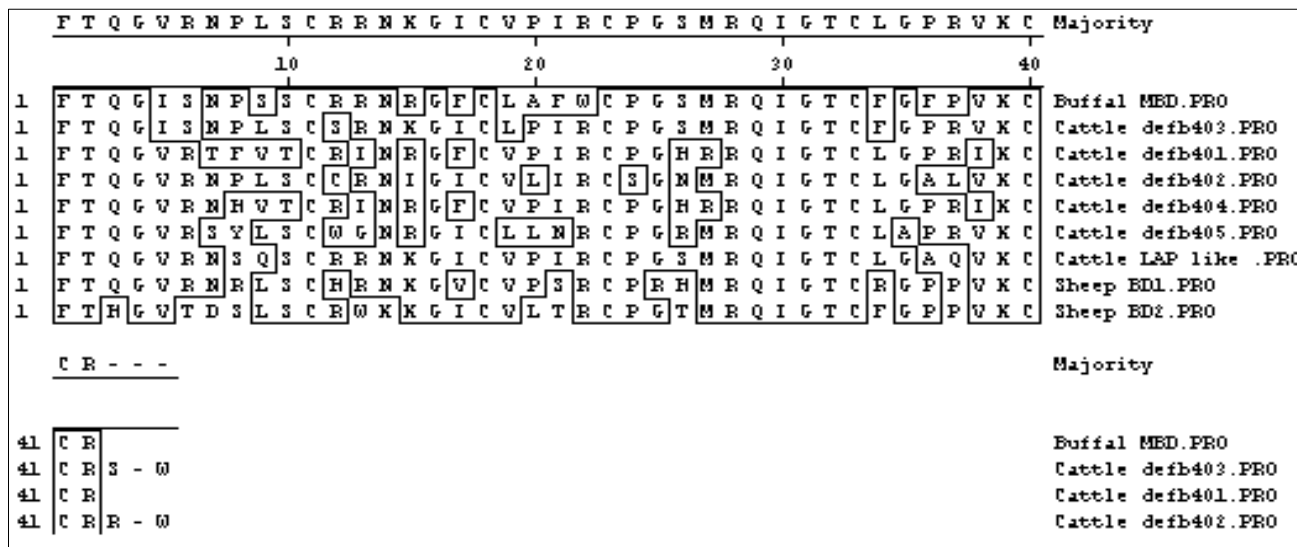 F T Q G V R N P L S C R R N K G I C V P I R C P G S M R Q I G T C L G P R V K C Majority
10 20 30 40
1 F T Q G I S N P S S C R R N R G F C L A F W C P G S M R Q I G T C F G F P V K C Buffal MBD.PRO
1 F T Q G I S N P L S C S R N K G I C L P I R C P G S M R Q I G T C F G P R V K C Cattle defb403.PRO
1 F T Q G V R T F V T C R I N R G F C V P I R C P G H R R Q I G T C L G P R I K C Cattle defb401.PRO
1 F T Q G V R N P L S C C R N I G I C V L I R C S G N M R Q I G T C L G A L V K C Cattle defb402.PRO
1 F T Q G V R N H V T C R I N R G F C V P I R C P G H R R Q I G T C L G P R I K C Cattle defb404.PRO
1 F T Q G V R S Y L S C W G N R G I C L L N R C P G R M R Q I G T C L A P R V K C Cattle defb405.PRO
1 F T Q G V R N S Q S C R R N K G I C V P I R C P G S M R Q I G T C L G A Q V K C Cattle LAP like .PRO
1 F T Q G V R N R L S C H R N K G V C V P S R C P R H M R Q I G T C R G P P V K C Sheep BD1.PRO
1 F T H G V T D S L S C R W K K G I C V L T R C P G T M R Q I G T C F G P P V K C Sheep BD2.PRO
C R - - - Majority
41 C R Buffal MBD.PRO
41 C R S - W Cattle defb403.PRO
41 C R Cattle defb401.PRO
41 C R R - W Cattle defb402.PRO